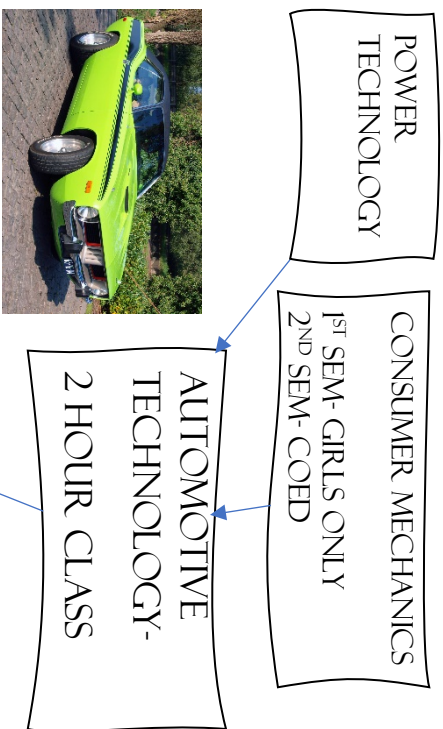 POWER
TECHNOLOGY
CONSUMER MECHANICS
1ST SEM- GIRLS ONLY
2ND SEM- COED
AUTOMOTIVE
TECHNOLOGY-
2 HOUR CLASS